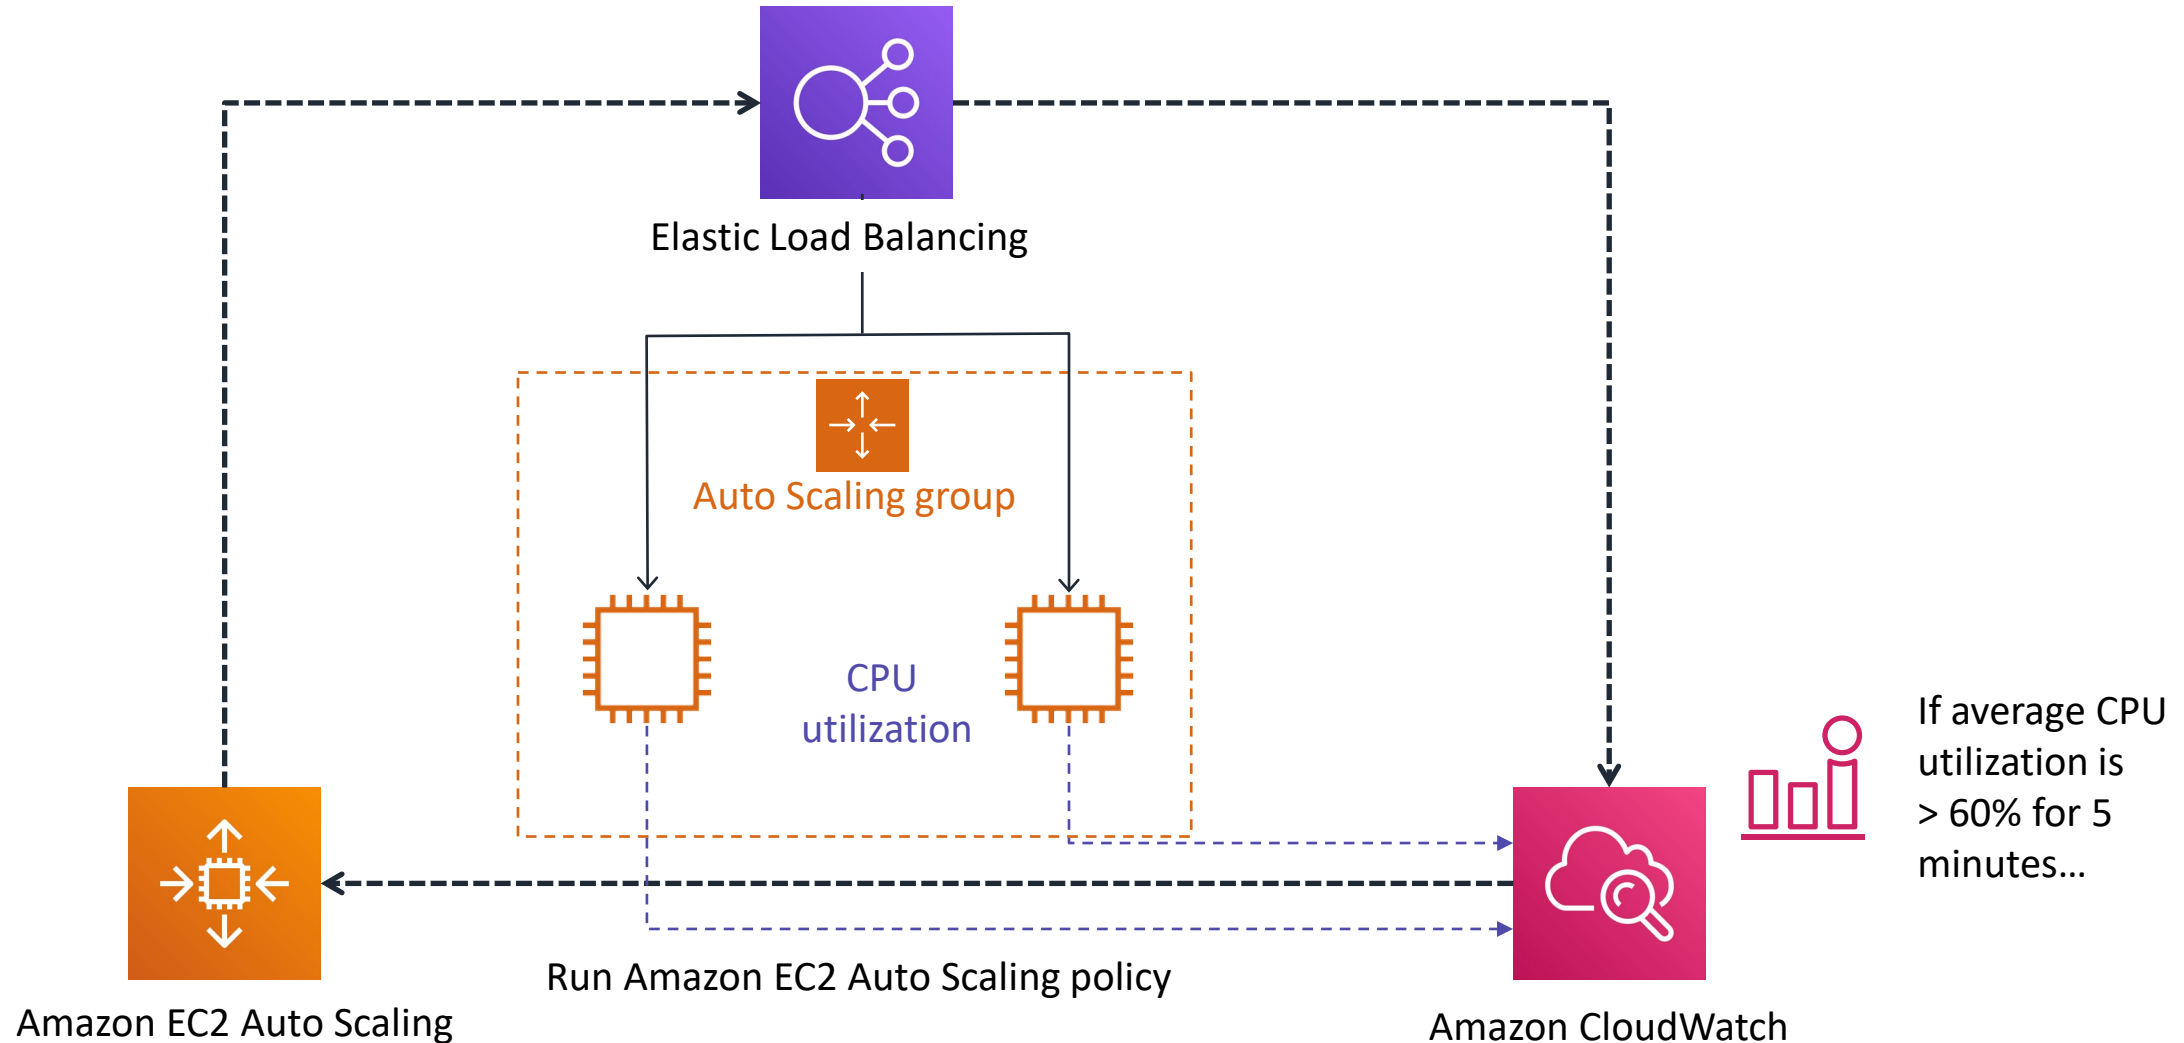 Elastic Load Balancing
Auto Scaling group
CPU
utilization
If average CPU
utilization is
> 60% for 5
minutes...
Run Amazon EC2 Auto Scaling policy
Amazon EC2 Auto Scaling
Amazon CloudWatch